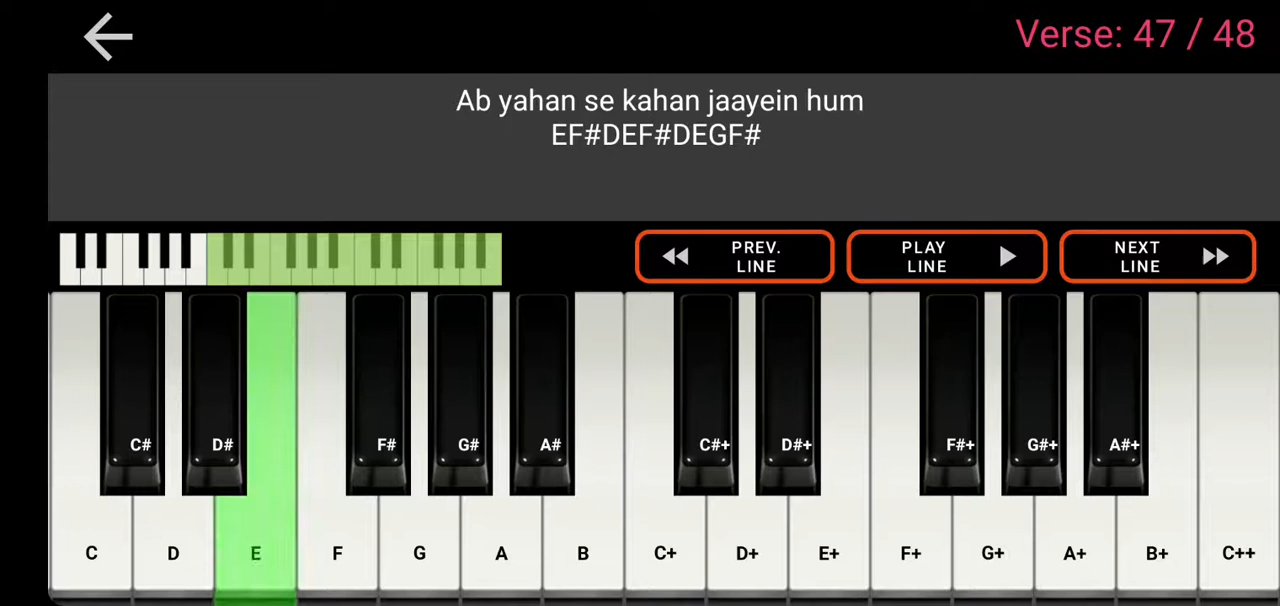 Verse: 47 / 48
Ab yahan se kahan jaayein hum
EF#DEF#DEGF#
PREV.
LINE
PLAY
LINE
NEXT
LINE
C# D# F# G# A# C#+ D#+ F#+ G#+ A#+
C D E F G A B C+ D+ E+ F+ G+ A+ B+ C++